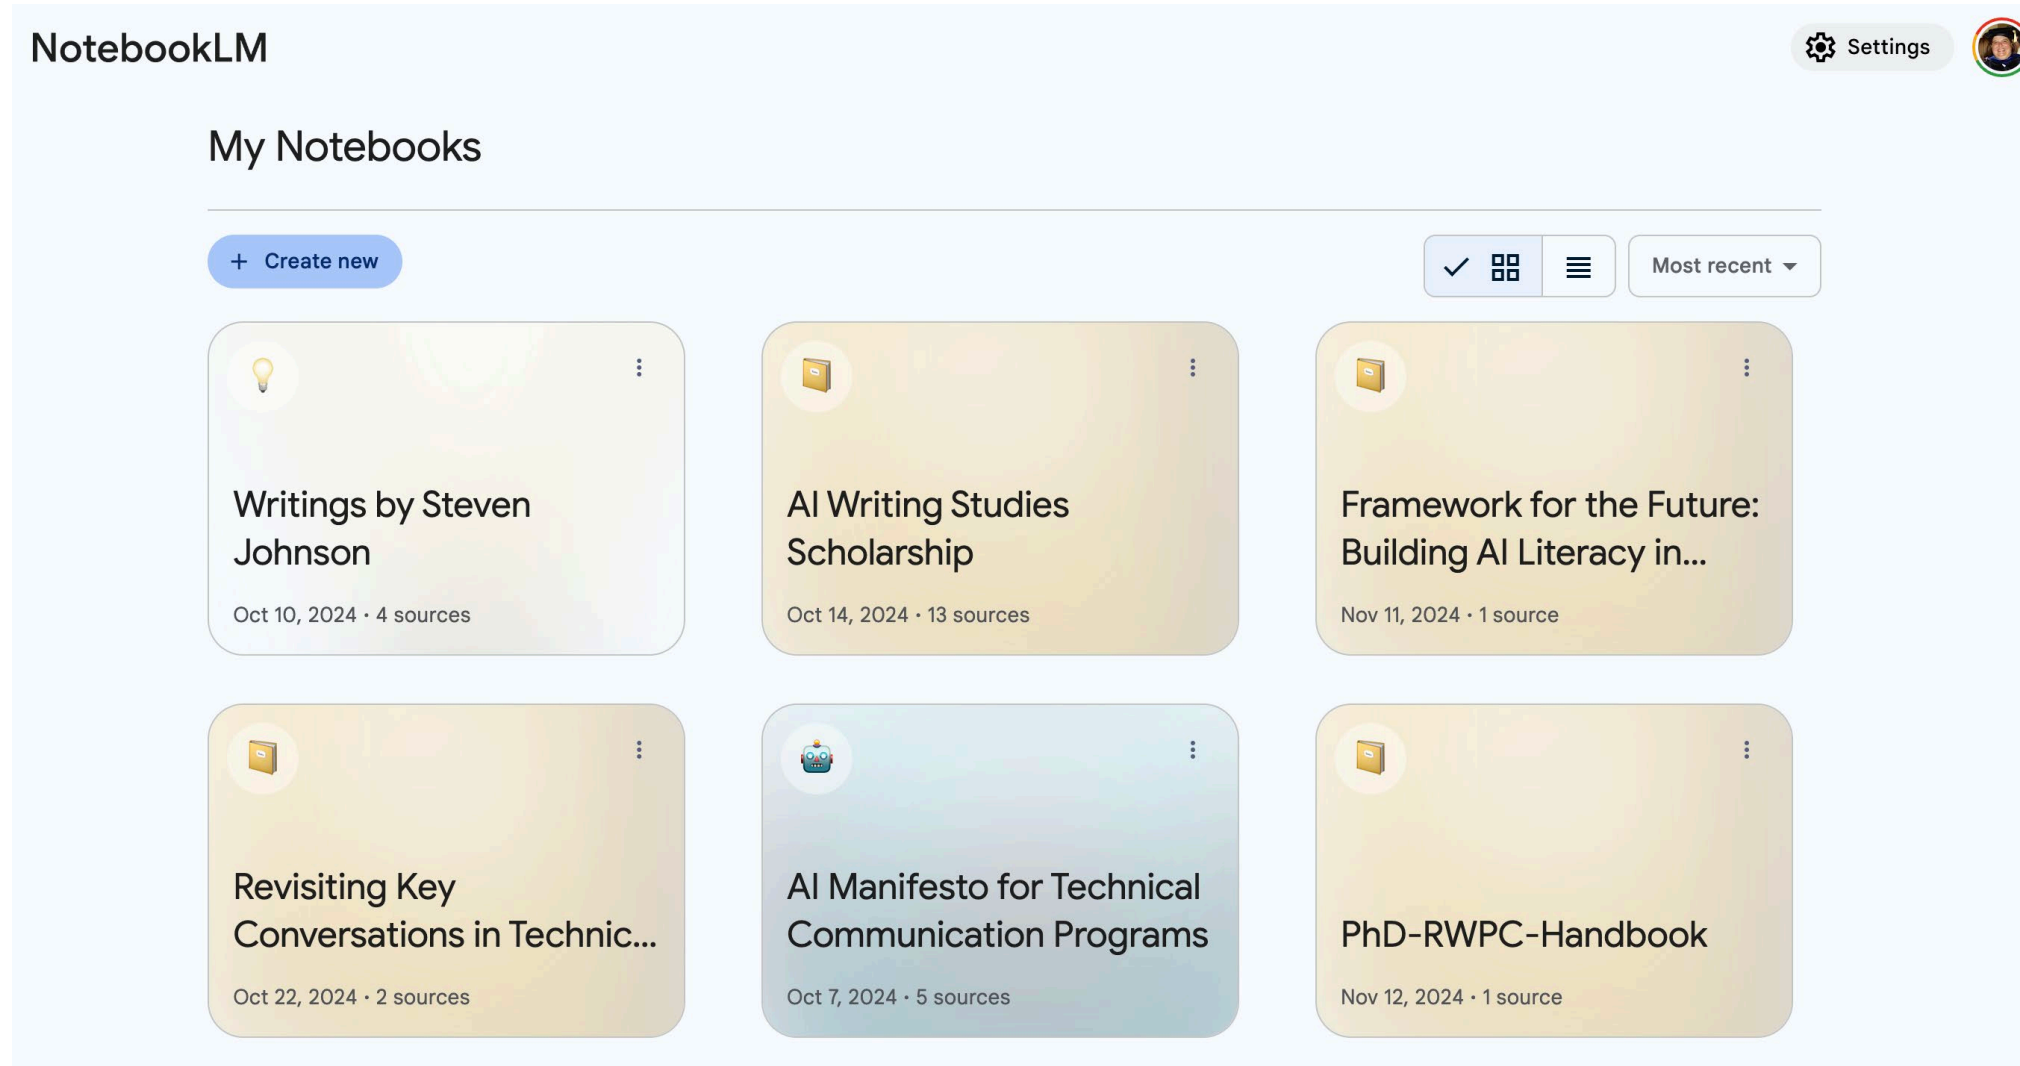 NotebookLM
Settings
My Notebooks
+ Create new
Most recent
Writings by Steven
Johnson
Oct 10, 2024 • 4 sources
AI Writing Studies
Scholarship
Oct 14, 2024 • 13 sources
Framework for the Future:
Building AI Literacy in...
Nov 11, 2024 • 1 source
Revisiting Key
Conversations in Technic...
Oct 22, 2024 • 2 sources
AI Manifesto for Technical
Communication Programs
Oct 7, 2024 • 5 sources
PhD-RWPC-Handbook
Nov 12, 2024 • 1 source